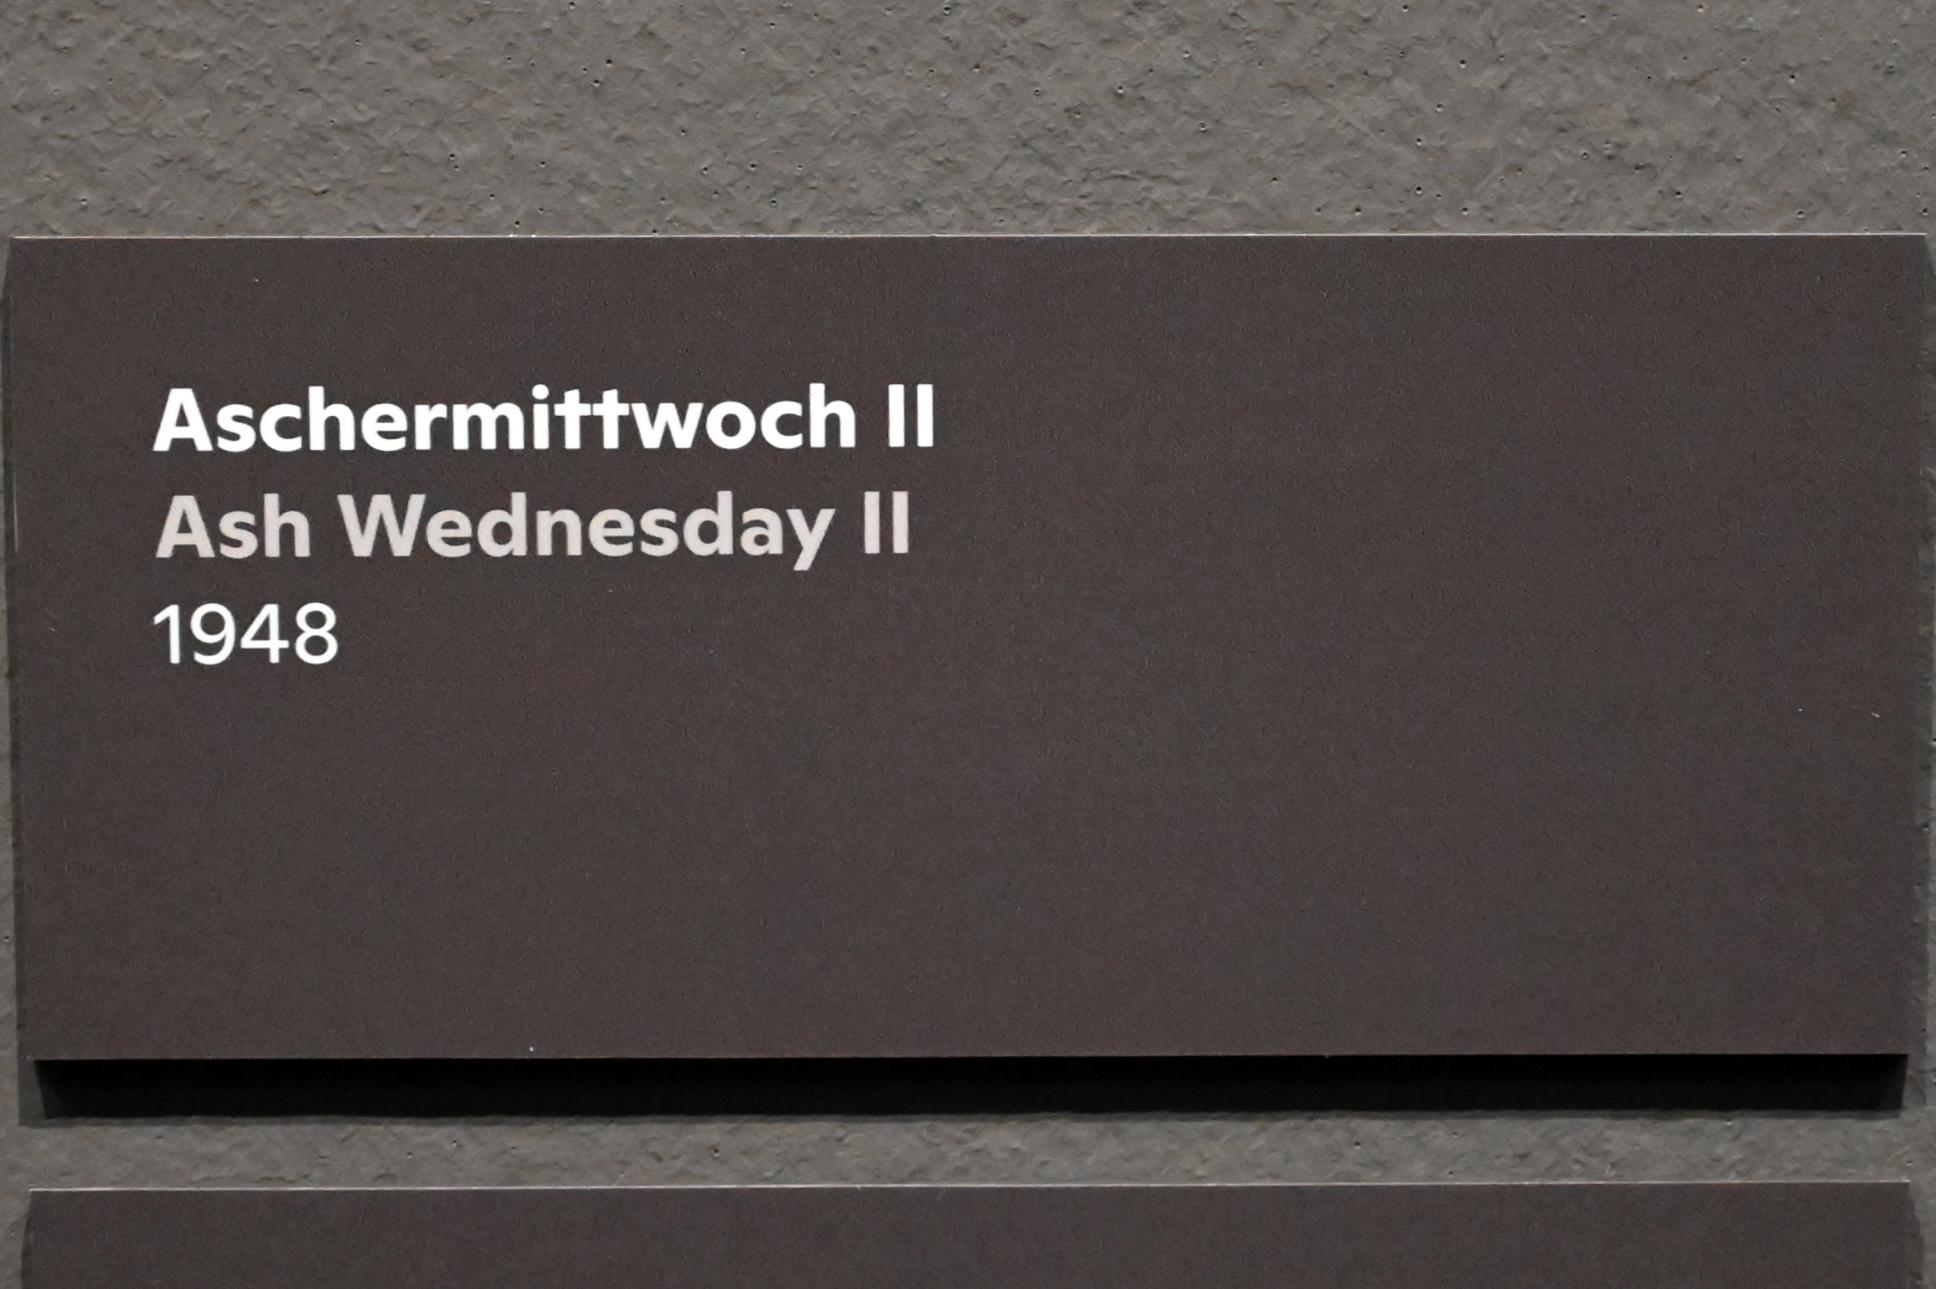 Aschermittwoch II
Ash Wednesday II
1948